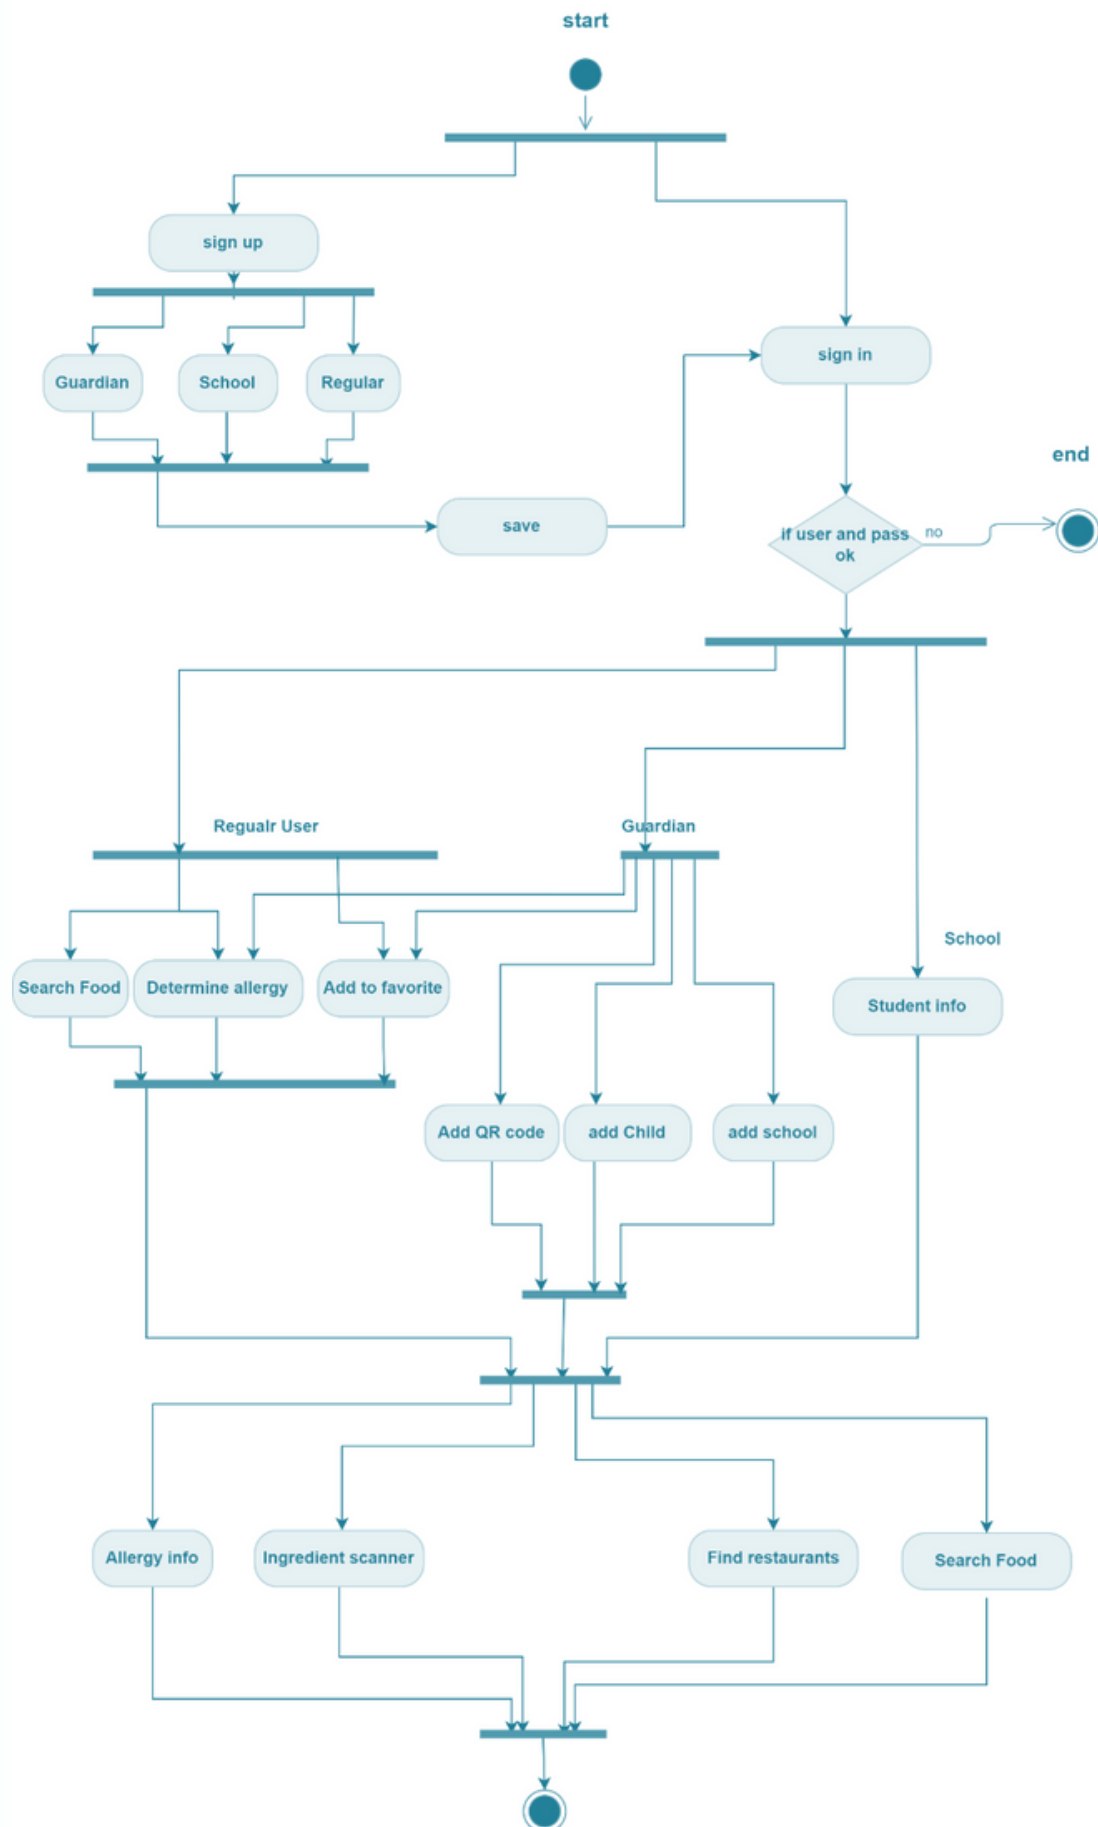 start
sign up
Guardian
School
Regular
sign in
save
end
if user and pass
ok
no
Regualr User
Guardian
School
Search Food
Determine allergy
Add to favorite
Student info
Add QR code
add Child
add school
Allergy info
Ingredient scanner
Find restaurants
Search Food